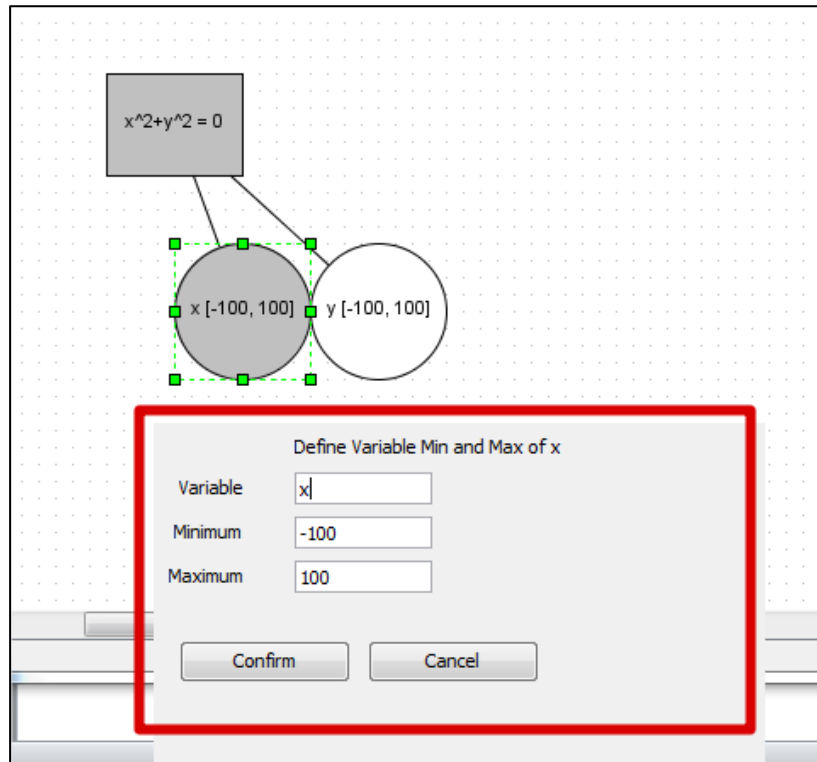 x^2+y^2 = 0
x [-100, 100] y [-100, 100]
Define Variable Min and Max of x
Variable x
Minimum -100
Maximum 100
Confirm Cancel